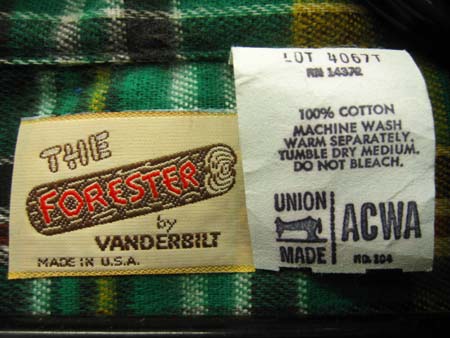 THE
FORESTER
by
VANDERBILT
MADE IN U.S.A.
LOT 4067T
RN 14372
100% COTTON
MACHINE WASH
WARM SEPARATELY.
TUMBLE DRY MEDIUM.
DO NOT BLEACH.
UNION
MADE
ACWA
NO. 104